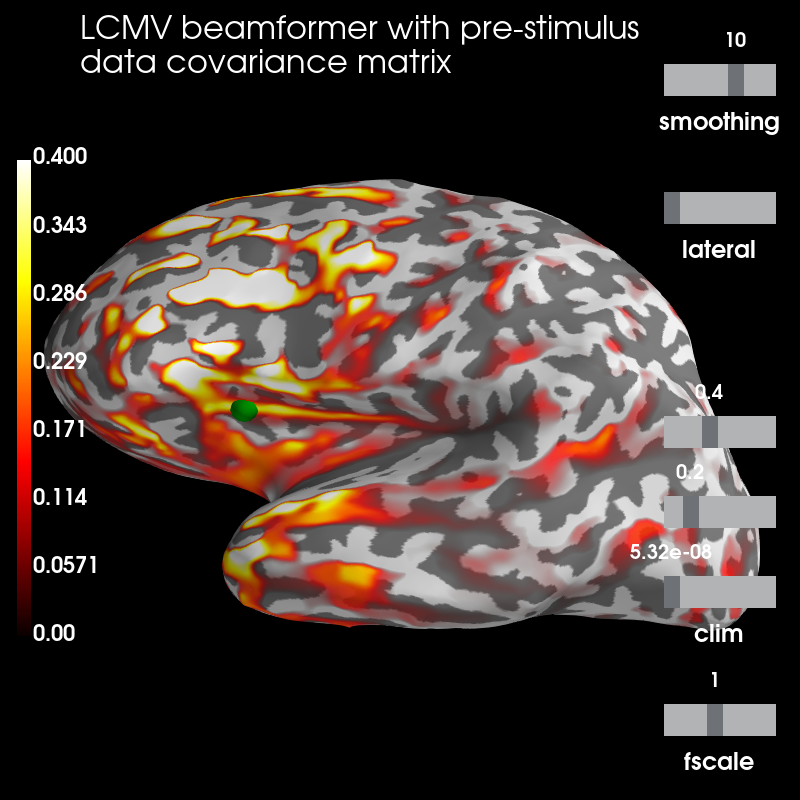 LCMV beamformer with pre-stimulus
data covariance matrix
10
smoothing
lateral
0.400
0.343
0.286
0.229
0.171
0.114
0.0571
0.00
0.4
0.2
5.32e-08
clim
1
fscale